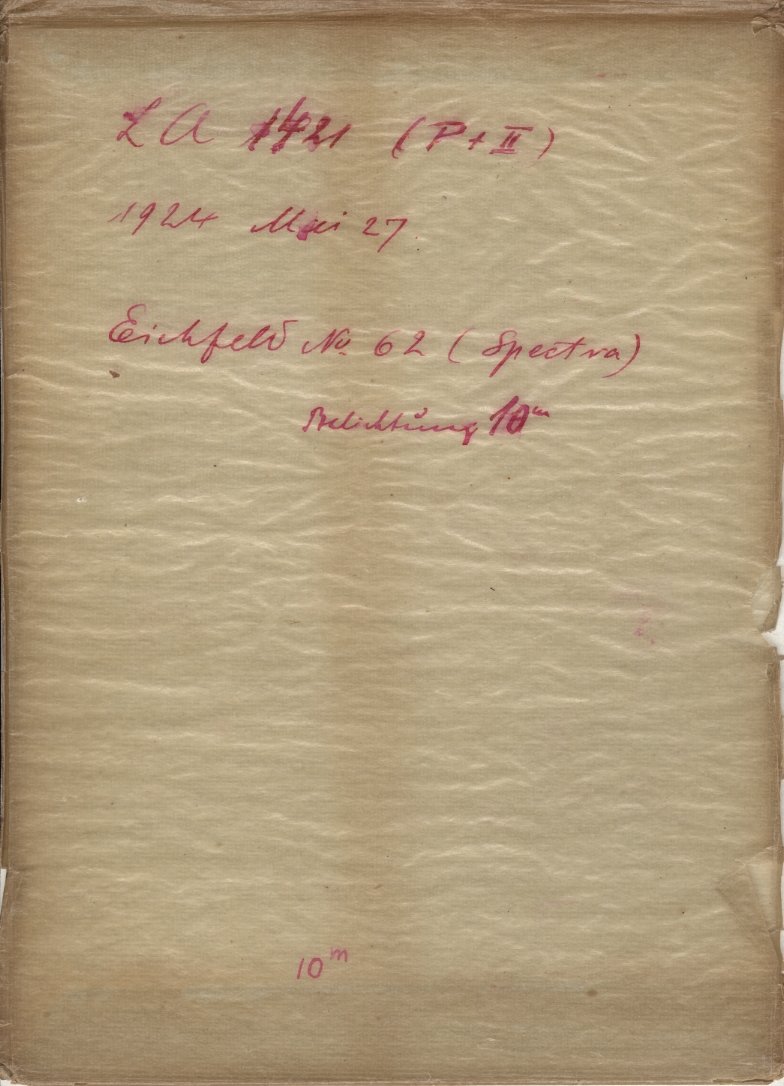 LA 1421 (P + II)
1924 Mai 27
Eichfeld No. 62 (Spectra)
Belichtung 10m
10m